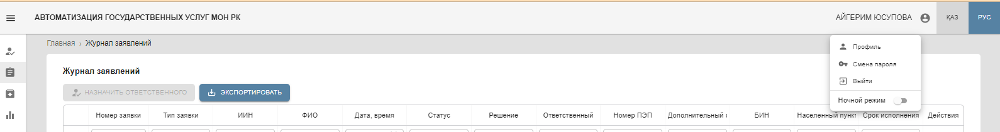 АВТОМАТИЗАЦИЯ ГОСУДАРСТВЕННЫХ УСЛУГ МОН РК
АЙГЕРИМ ЮСУПОВА
ҚАЗ
РУС
Главная › Журнал заявлений
Профиль
Смена пароля
Выйти
Ночной режим
Журнал заявлений
НАЗНАЧИТЬ ОТВЕТСТВЕННОГО
ЭКСПОРТИРОВАТЬ
Номер заявки Тип заявки ИИН ФИО Дата, время Статус Решение Ответственный Номер ПЭП Дополнительный БИН Населенный пункт Срок исполнения Действия